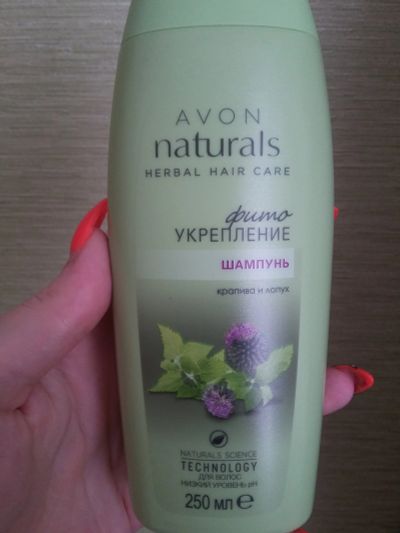 AVON
naturals
HERBAL HAIR CARE
фито
УКРЕПЛЕНИЕ
ШАМПУНЬ
крапива и лопух
NATURALS SCIENCE
TECHNOLOGY
ДЛЯ ВОЛОС
НИЗКИЙ УРОВЕНЬ pH
250 МЛ ℮